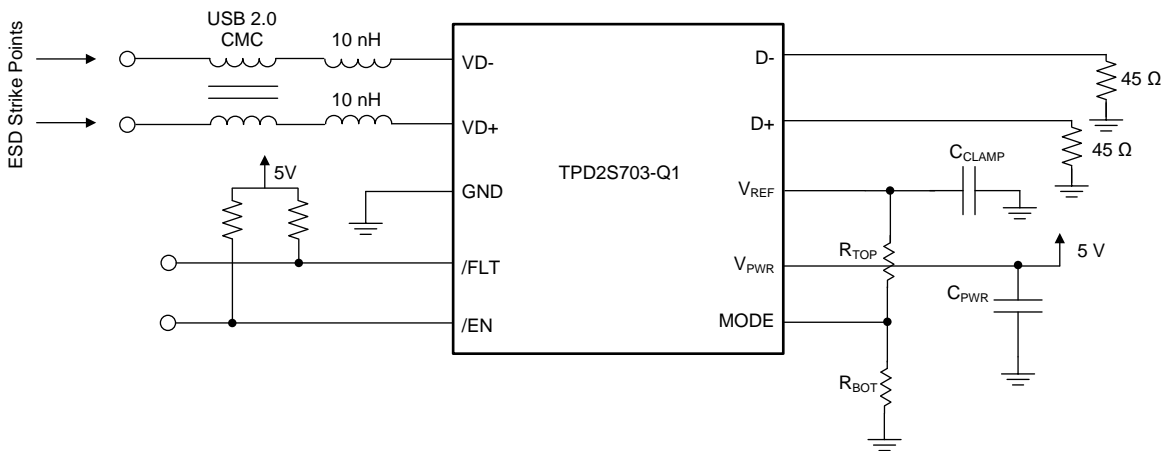 ESD Strike Points
USB 2.0
CMC
10 nH
10 nH
VD-
VD+
5V
GND
/FLT
/EN
TPD2S703-Q1
D-
D+
VREF
VPWR
MODE
45 Ω
45 Ω
CCLAMP
RTOP
5 V
CPWR
RBOT